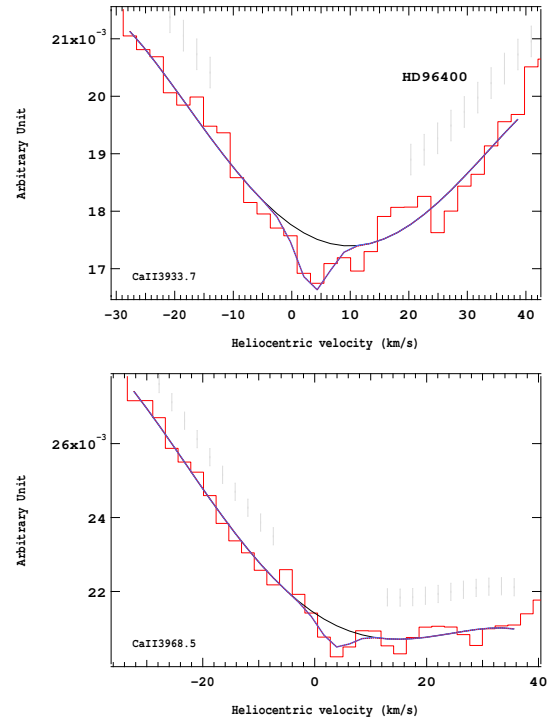 21x10⁻³
HD96400
20
19
18
17
CaII3933.7
Arbitrary Unit
-30 -20 -10 0 10 20 30 40
Heliocentric velocity (km/s)
26x10⁻³
24
22
CaII3968.5
Arbitrary Unit
-20 0 20 40
Heliocentric velocity (km/s)